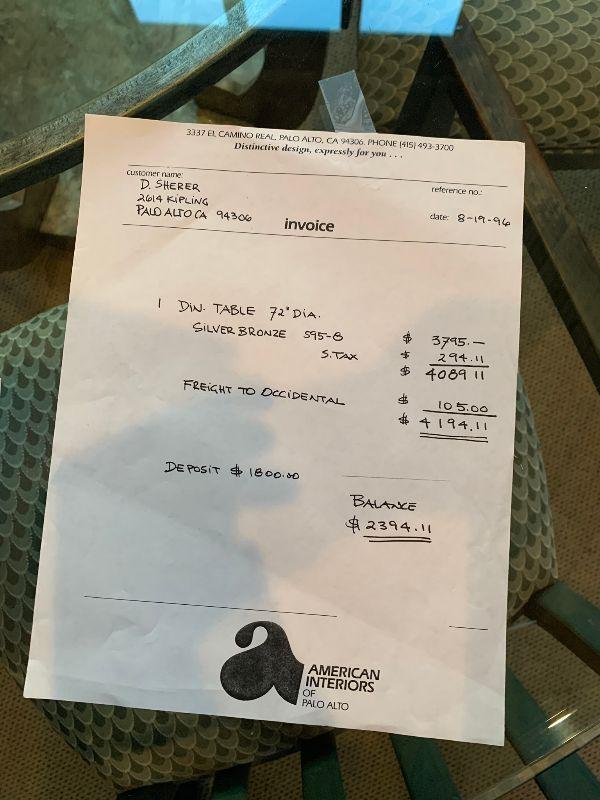 3337 EL CAMINO REAL, PALO ALTO, CA 94306. PHONE (415) 493-3700
Distinctive design, expressly for you . . .
customer name:
reference no.:
D. SHERER
2614 KIPLING
PALO ALTO CA 94306
date: 8-19-96
invoice
1 DIN. TABLE 72" DIA.
SILVER BRONZE 595-8 $ 3795.—
S.TAX $ 294.11
$ 4089 11
FREIGHT TO OCCIDENTAL $ 105.00
$ 4194.11
DEPOSIT $ 1800.00
BALANCE
$ 2394.11
a AMERICAN
INTERIORS
OF
PALO ALTO